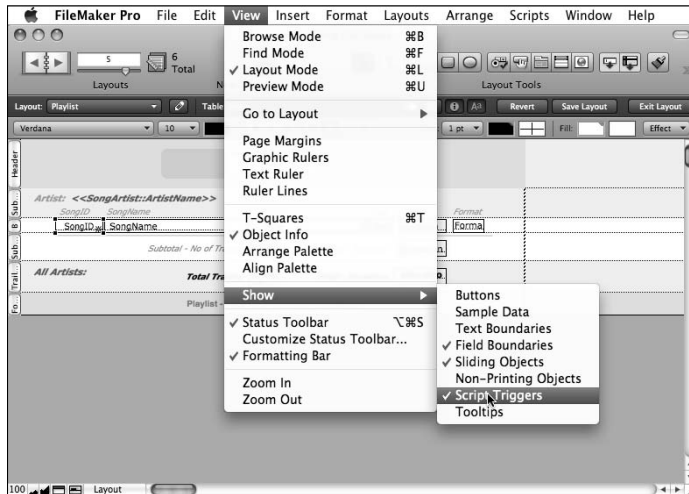 FileMaker Pro File Edit View Insert Format Layouts Arrange Scripts Window Help
5
6
Total
Layouts
Layout Tools
Layout: Playlist
Table
Revert
Save Layout
Exit Layout
Verdana
10
1 pt
Fill:
Effect
Browse Mode ⌘B
Find Mode ⌘F
✓ Layout Mode ⌘L
Preview Mode ⌘U
Go to Layout
Page Margins
Graphic Rulers
Text Ruler
Ruler Lines
T-Squares ⌘T
✓ Object Info
Arrange Palette
Align Palette
Show
✓ Status Toolbar ⌥⌘S
Customize Status Toolbar...
✓ Formatting Bar
Zoom In
Zoom Out
Buttons
Sample Data
Text Boundaries
✓ Field Boundaries
✓ Sliding Objects
Non-Printing Objects
✓ Script Triggers
Tooltips
Header
Artist: <<SongArtist::ArtistName>>
Sub...
SongID SongName Format
B
SongID SongName Forma
Sub...
Subtotal - No of Tr
Trail...
All Artists: Total Tra
Fo...
Playlist -
100 Layout